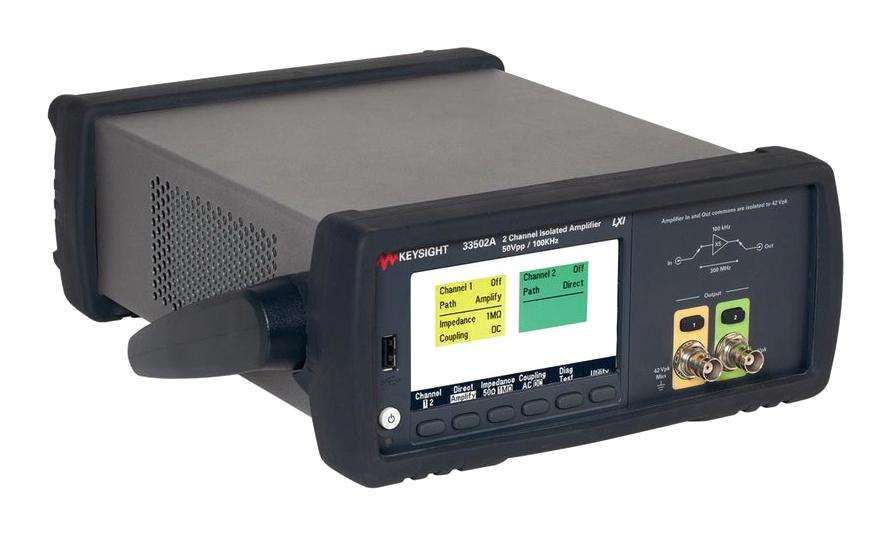 KEYSIGHT 33502A 2 Channel Isolated Amplifier
50Vpp / 100KHz
LXI
Channel 1 Off
Path Amplify
Impedance 1MΩ
Coupling DC
Channel 2 Off
Path Direct
Channel
1 2
Direct
Amplify
Impedance
50Ω 1MΩ
Coupling
AC DC
Diag
Test
Utility
Amplifier In and Out commons are isolated to 42 Vpk
100 kHz
X5
In
Out
300 MHz
Output
1
2
42 Vpk
Max